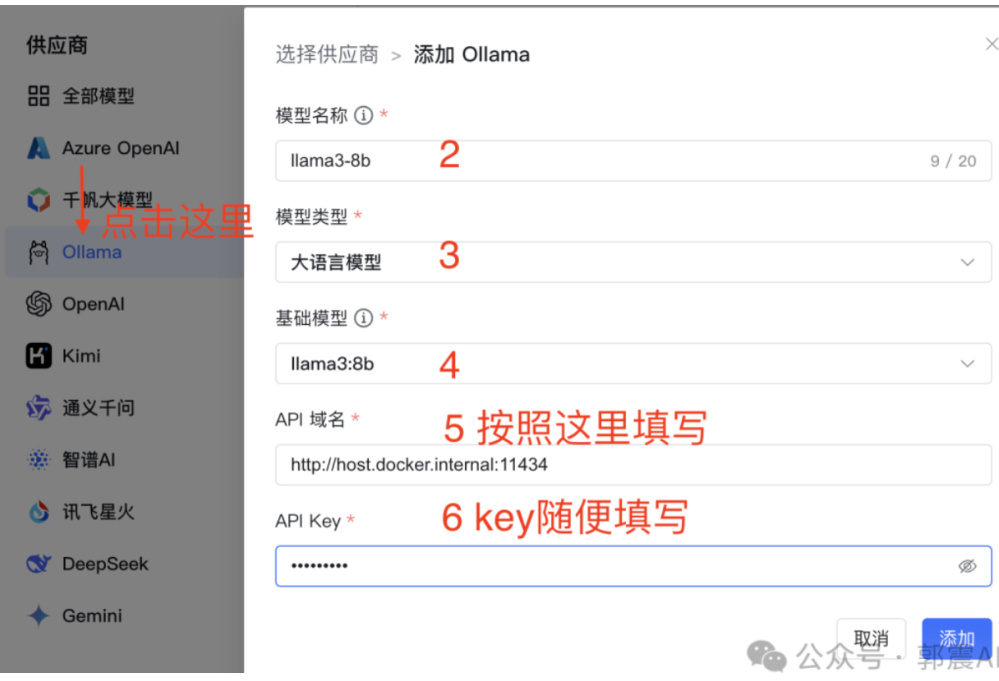 供应商
全部模型
Azure OpenAI
千帆大模型
点击这里
Ollama
OpenAI
Kimi
通义千问
智谱AI
讯飞星火
DeepSeek
Gemini
选择供应商 > 添加 Ollama
模型名称 *
llama3-8b 2 9 / 20
模型类型 *
大语言模型 3
基础模型 *
llama3:8b 4
API 域名 *
5 按照这里填写
http://host.docker.internal:11434
API Key *
6 key随便填写
•••••••••
取消
添加
公众号 · 郭震AI